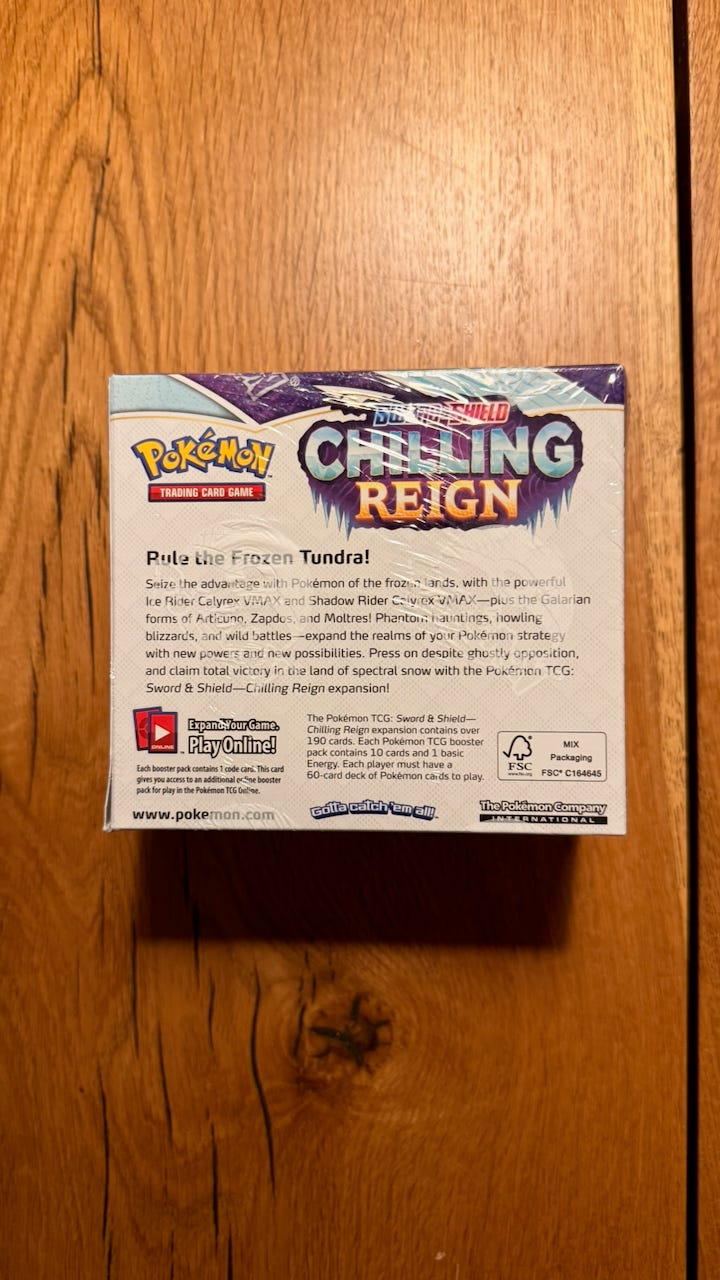 Pokémon
TRADING CARD GAME
SHIELD
CHILLING
REIGN
Rule the Frozen Tundra!
Seize the advantage with Pokémon of the frozen lands, with the powerful
Ice Rider Calyrex VMAX and Shadow Rider Calyrex VMAX—plus the Galarian
forms of Articuno, Zapdos, and Moltres! Phantom hauntings, howling
blizzards, and wild battles—expand the realms of your Pokémon strategy
with new powers and new possibilities. Press on despite ghostly opposition,
and claim total victory in the land of spectral snow with the Pokémon TCG:
Sword & Shield—Chilling Reign expansion!
ONLINE
Expand Your Game.
Play Online!
Each booster pack contains 1 code card. This card
gives you access to an additional online booster
pack for play in the Pokémon TCG Online.
The Pokémon TCG: Sword & Shield—
Chilling Reign expansion contains over
190 cards. Each Pokémon TCG booster
pack contains 10 cards and 1 basic
Energy. Each player must have a
60-card deck of Pokémon cards to play.
FSC
www.fsc.org
MIX
Packaging
FSC® C164645
www.pokemon.com
Gotta catch 'em all!
The Pokémon Company
INTERNATIONAL